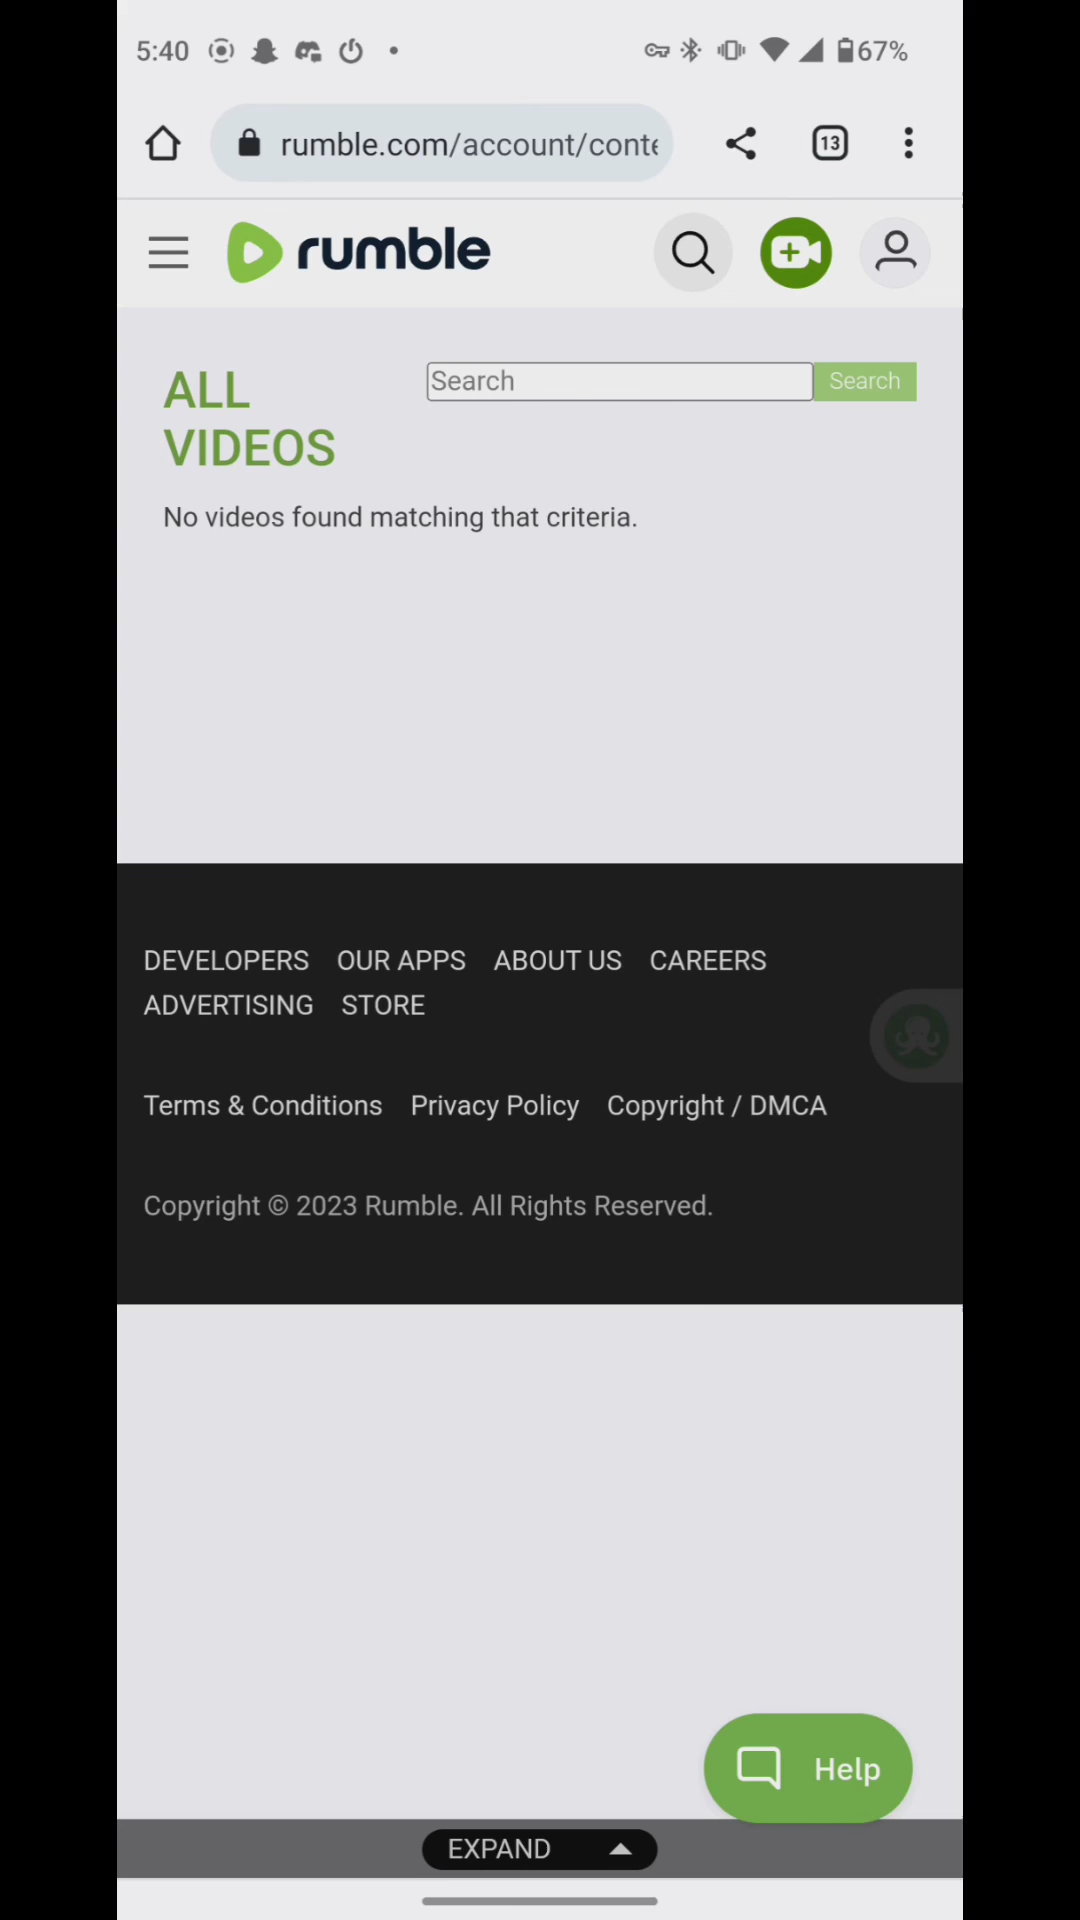 5:40
67%
rumble.com/account/conte
13
rumble
ALL
VIDEOS
Search
Search
No videos found matching that criteria.
DEVELOPERS OUR APPS ABOUT US CAREERS
ADVERTISING STORE
Terms & Conditions Privacy Policy Copyright / DMCA
Copyright © 2023 Rumble. All Rights Reserved.
Help
EXPAND